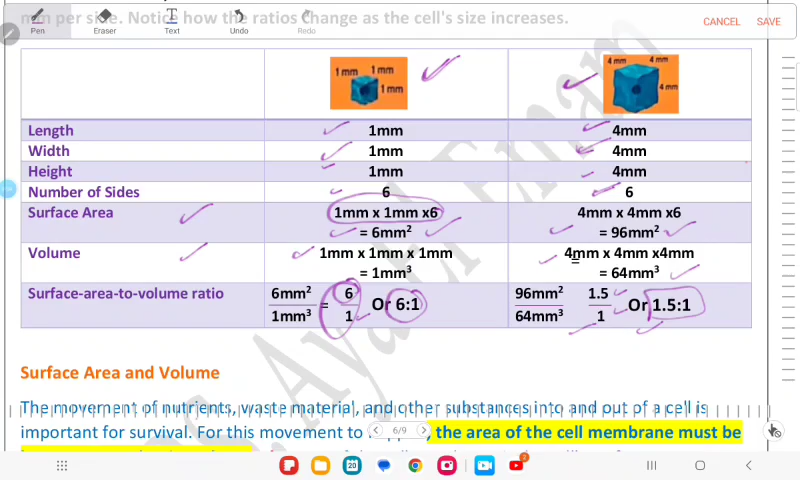 mm per side. Notice how the ratios change as the cell's size increases.
Pen Eraser Text Undo Redo CANCEL SAVE
1 mm 1 mm 1 mm 4 mm 4 mm 4 mm
Length 1mm 4mm
Width 1mm 4mm
Height 1mm 4mm
Number of Sides 6 6
Surface Area 1mm x 1mm x6 4mm x 4mm x6
= 6mm² = 96mm²
Volume 1mm x 1mm x 1mm 4mm x 4mm x4mm
= 1mm³ = 64mm³
Surface-area-to-volume ratio 6mm²/1mm³ = 6/1 Or 6:1 96mm²/64mm³ 1.5/1 Or 1.5:1
Surface Area and Volume
The movement of nutrients, waste material, and other substances into and out of a cell is
important for survival. For this movement to the area of the cell membrane must be
6/9
20
2